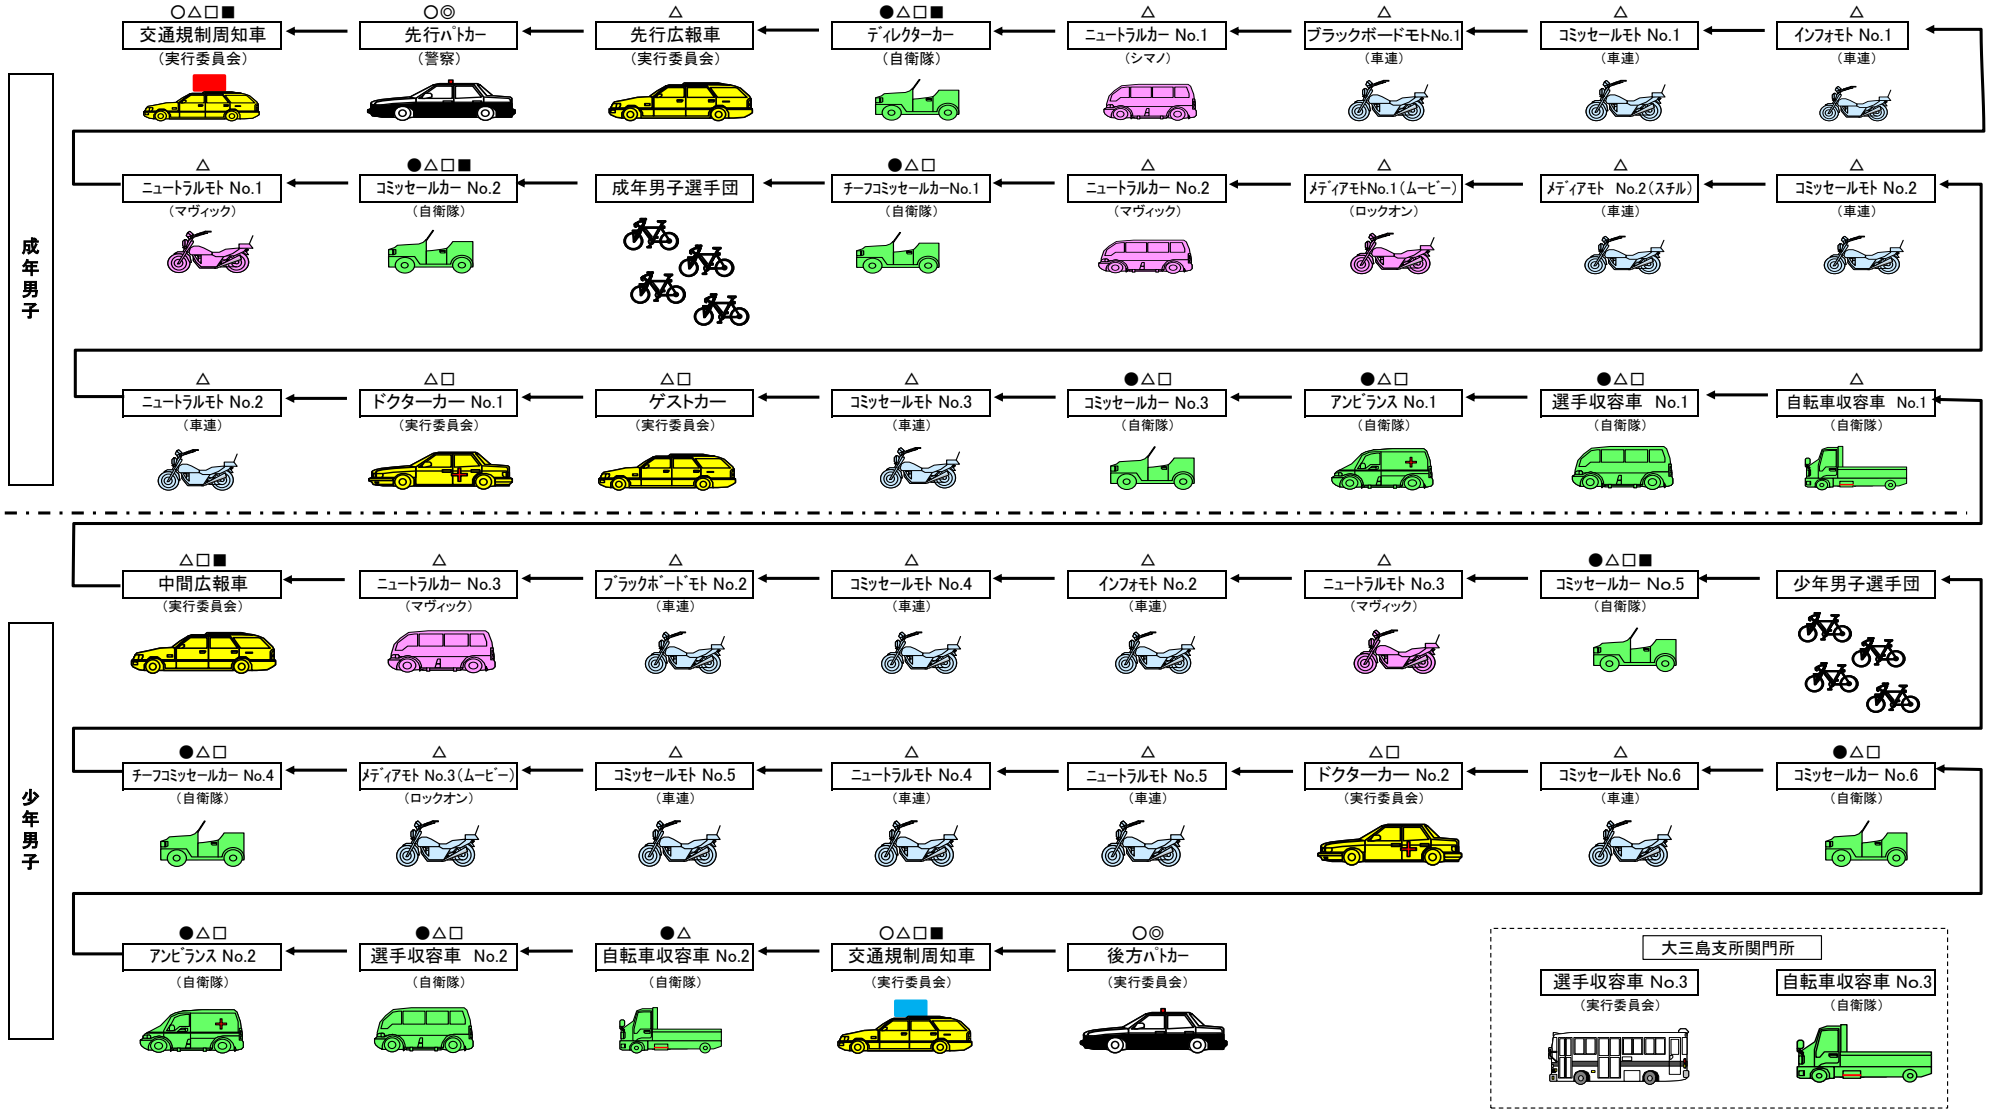 ○△□■ ○◎ △ ●△□■ △ △ △ △
交通規制周知車 先行パトカー 先行広報車 ディレクターカー ニュートラルカー No.1 ブラックボードモトNo.1 コミッセールモト No.1 インフォモト No.1
(実行委員会) (警察) (実行委員会) (自衛隊) (シマノ) (車連) (車連) (車連)
成年男子
△ ●△□■ ●△□ △ △ △ △
ニュートラルモト No.1 コミッセールカー No.2 成年男子選手団 チーフコミッセールカーNo.1 ニュートラルカー No.2 メディアモトNo.1(ムービー) メディアモト No.2(スチル) コミッセールモト No.2
(マヴィック) (自衛隊) (自衛隊) (マヴィック) (ロックオン) (車連) (車連)
△ △□ △□ △ ●△□ ●△□ ●△□ △
ニュートラルモト No.2 ドクターカー No.1 ゲストカー コミッセールモト No.3 コミッセールカー No.3 アンビランス No.1 選手収容車 No.1 自転車収容車 No.1
(車連) (実行委員会) (実行委員会) (車連) (自衛隊) (自衛隊) (自衛隊) (自衛隊)
△□■ △ △ △ △ △ ●△□■
中間広報車 ニュートラルカー No.3 ブラックボードモト No.2 コミッセールモト No.4 インフォモト No.2 ニュートラルモト No.3 コミッセールカー No.5 少年男子選手団
(実行委員会) (マヴィック) (車連) (車連) (車連) (マヴィック) (自衛隊)
少年男子
●△□ △ △ △ △ △□ △ ●△□
チーフコミッセールカー No.4 メディアモト No.3(ムービー) コミッセールモト No.5 ニュートラルモト No.4 ニュートラルモト No.5 ドクターカー No.2 コミッセールモト No.6 コミッセールカー No.6
(自衛隊) (ロックオン) (車連) (車連) (車連) (実行委員会) (車連) (自衛隊)
●△□ ●△□ ●△ ○△□■ ○◎
アンビランス No.2 選手収容車 No.2 自転車収容車 No.2 交通規制周知車 後方パトカー
(自衛隊) (自衛隊) (自衛隊) (実行委員会) (実行委員会)
大三島支所関門所
選手収容車 No.3 自転車収容車 No.3
(実行委員会) (自衛隊)